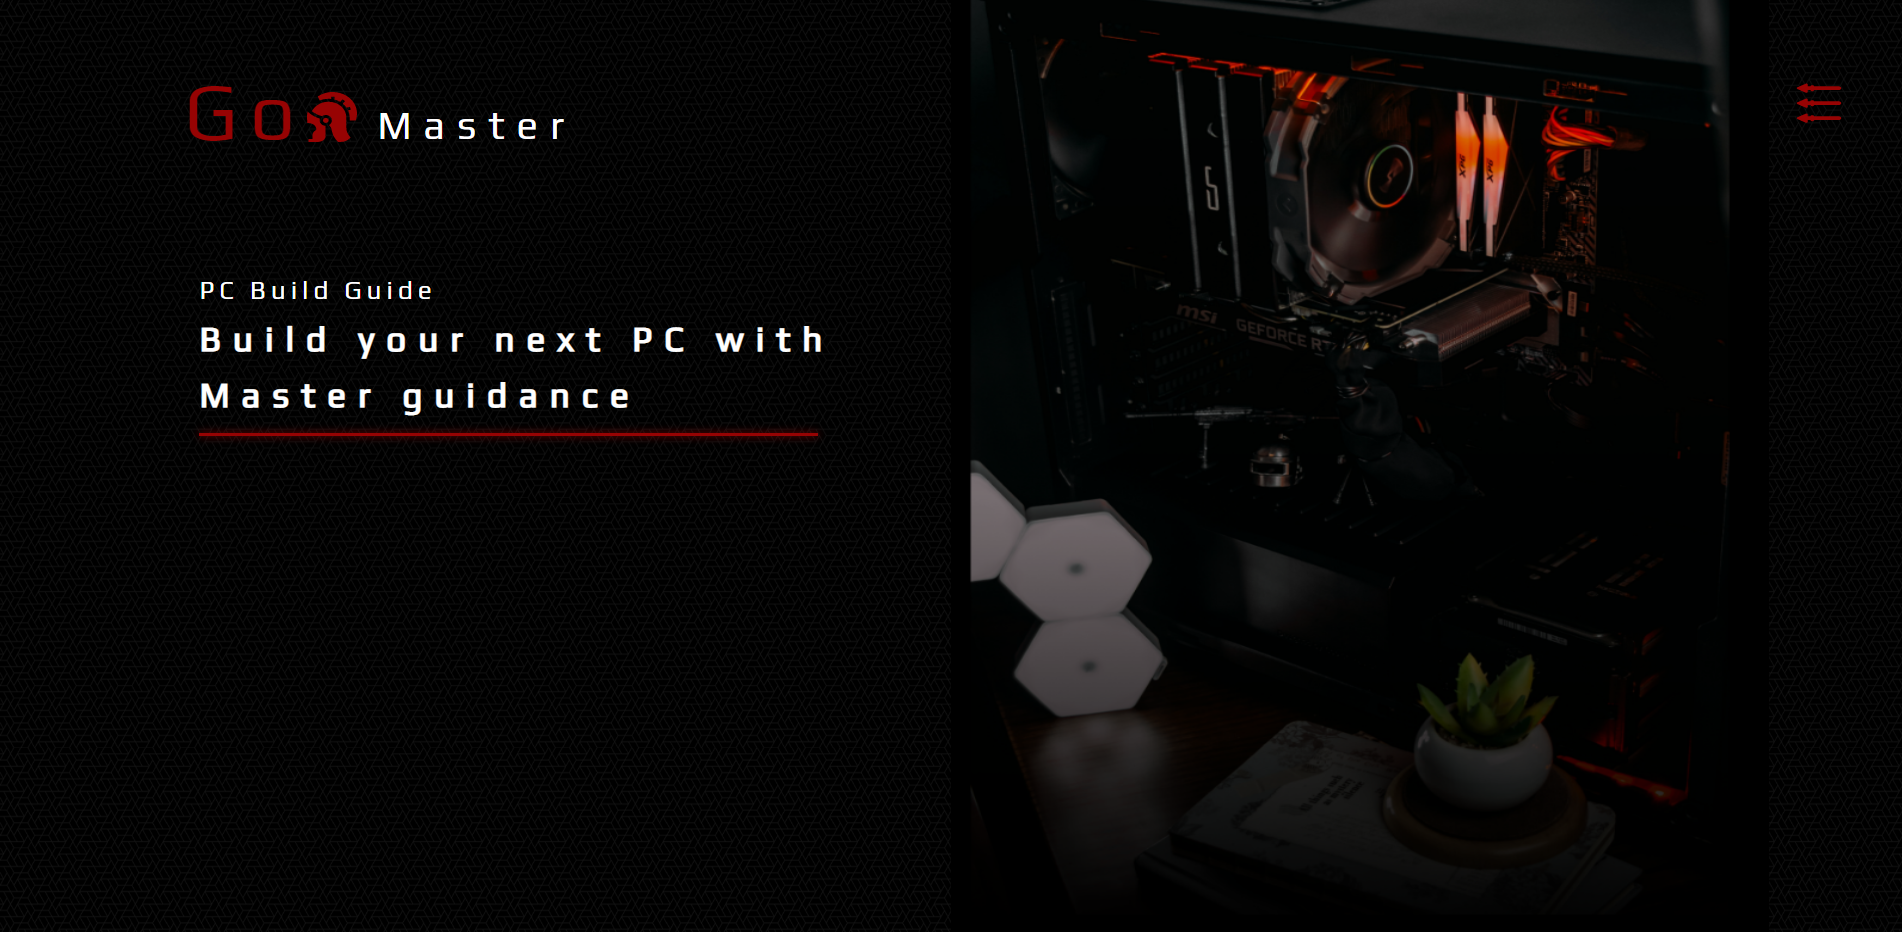 Go Master
PC Build Guide
Build your next PC with
Master guidance
XPG
XPG
msi
GEFORCE RT